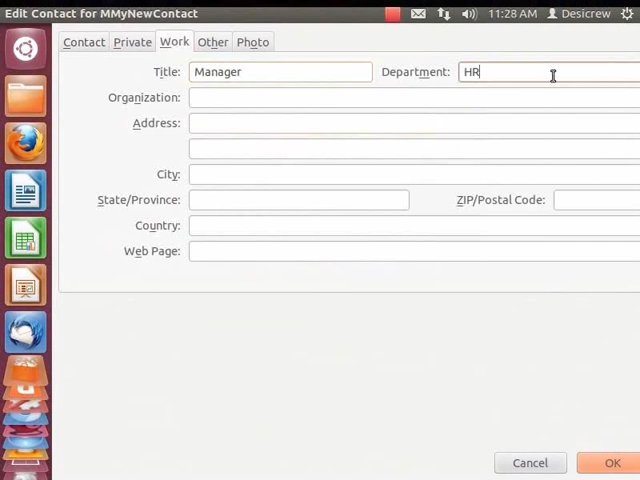 Edit Contact for MMyNewContact 11:28 AM Desicrew
Contact Private Work Other Photo
Title: Manager Department: HR
Organization:
Address:
City:
State/Province: ZIP/Postal Code:
Country:
Web Page:
Cancel OK